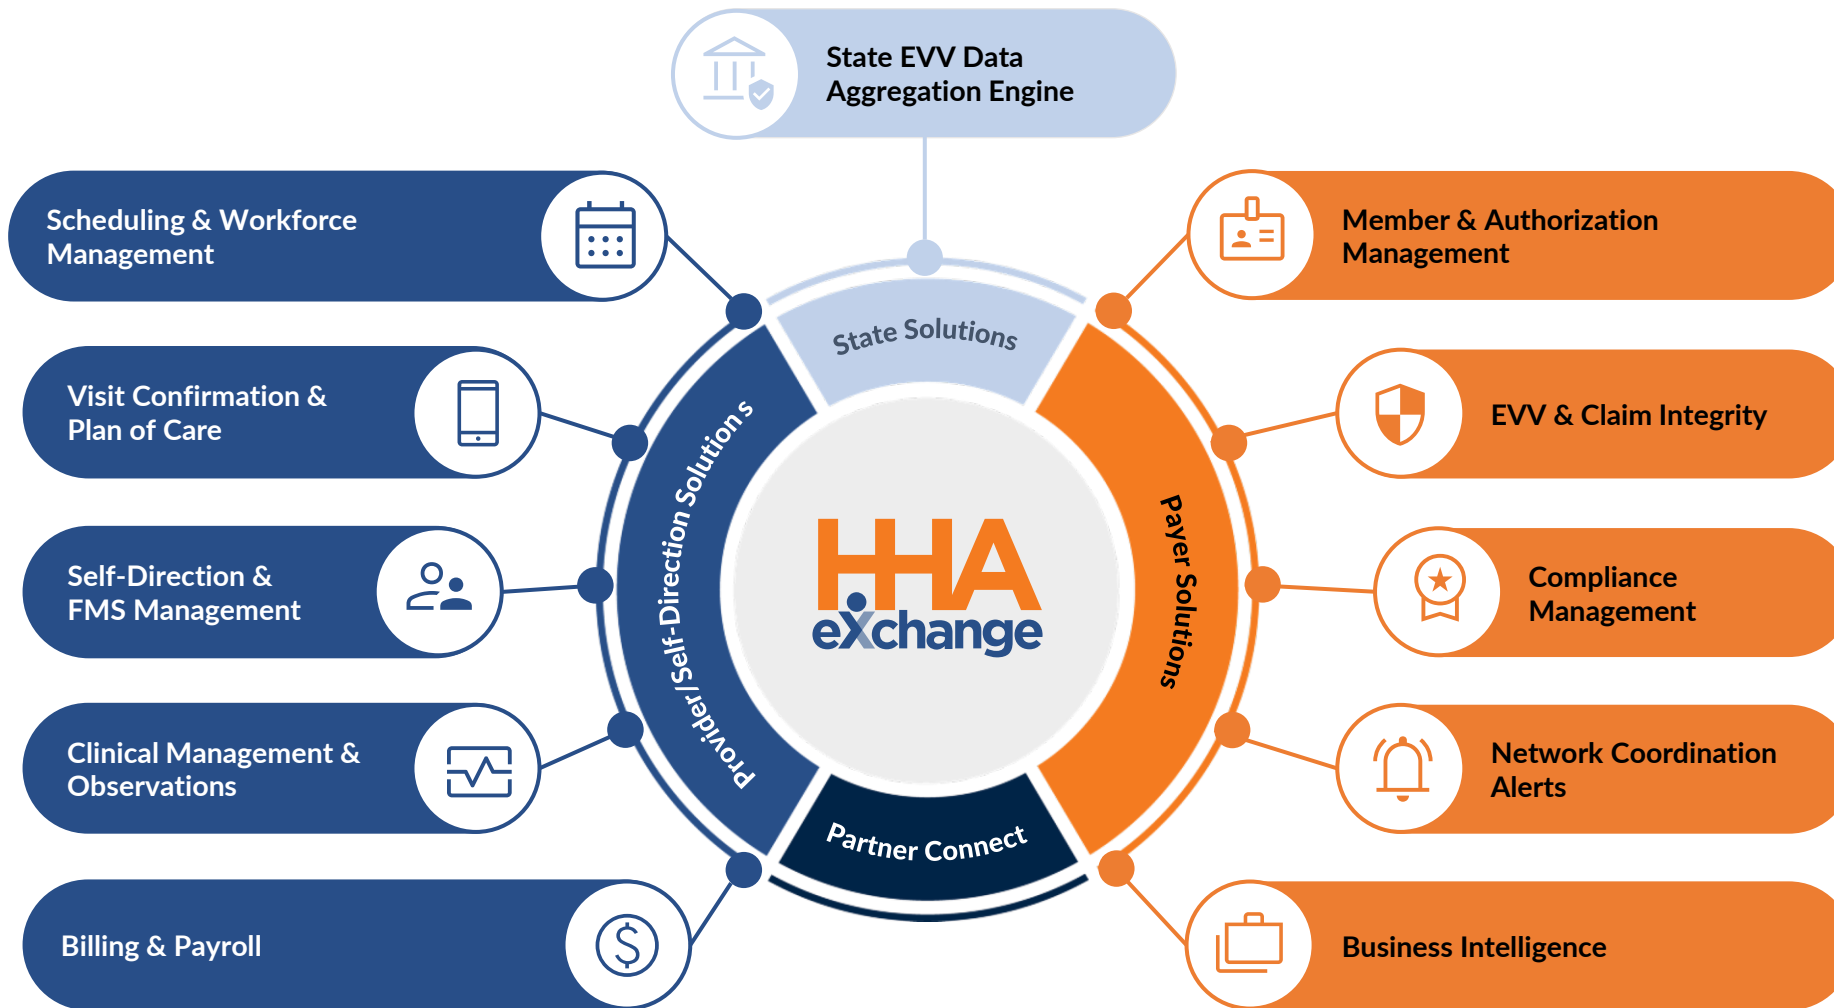 State EVV Data
Aggregation Engine
Scheduling & Workforce
Management
Visit Confirmation &
Plan of Care
Self-Direction &
FMS Management
Clinical Management &
Observations
Billing & Payroll
State Solutions
Provider/Self-Direction Solutions
HHA
eXchange
Payer Solutions
Partner Connect
Member & Authorization
Management
EVV & Claim Integrity
Compliance
Management
Network Coordination
Alerts
Business Intelligence